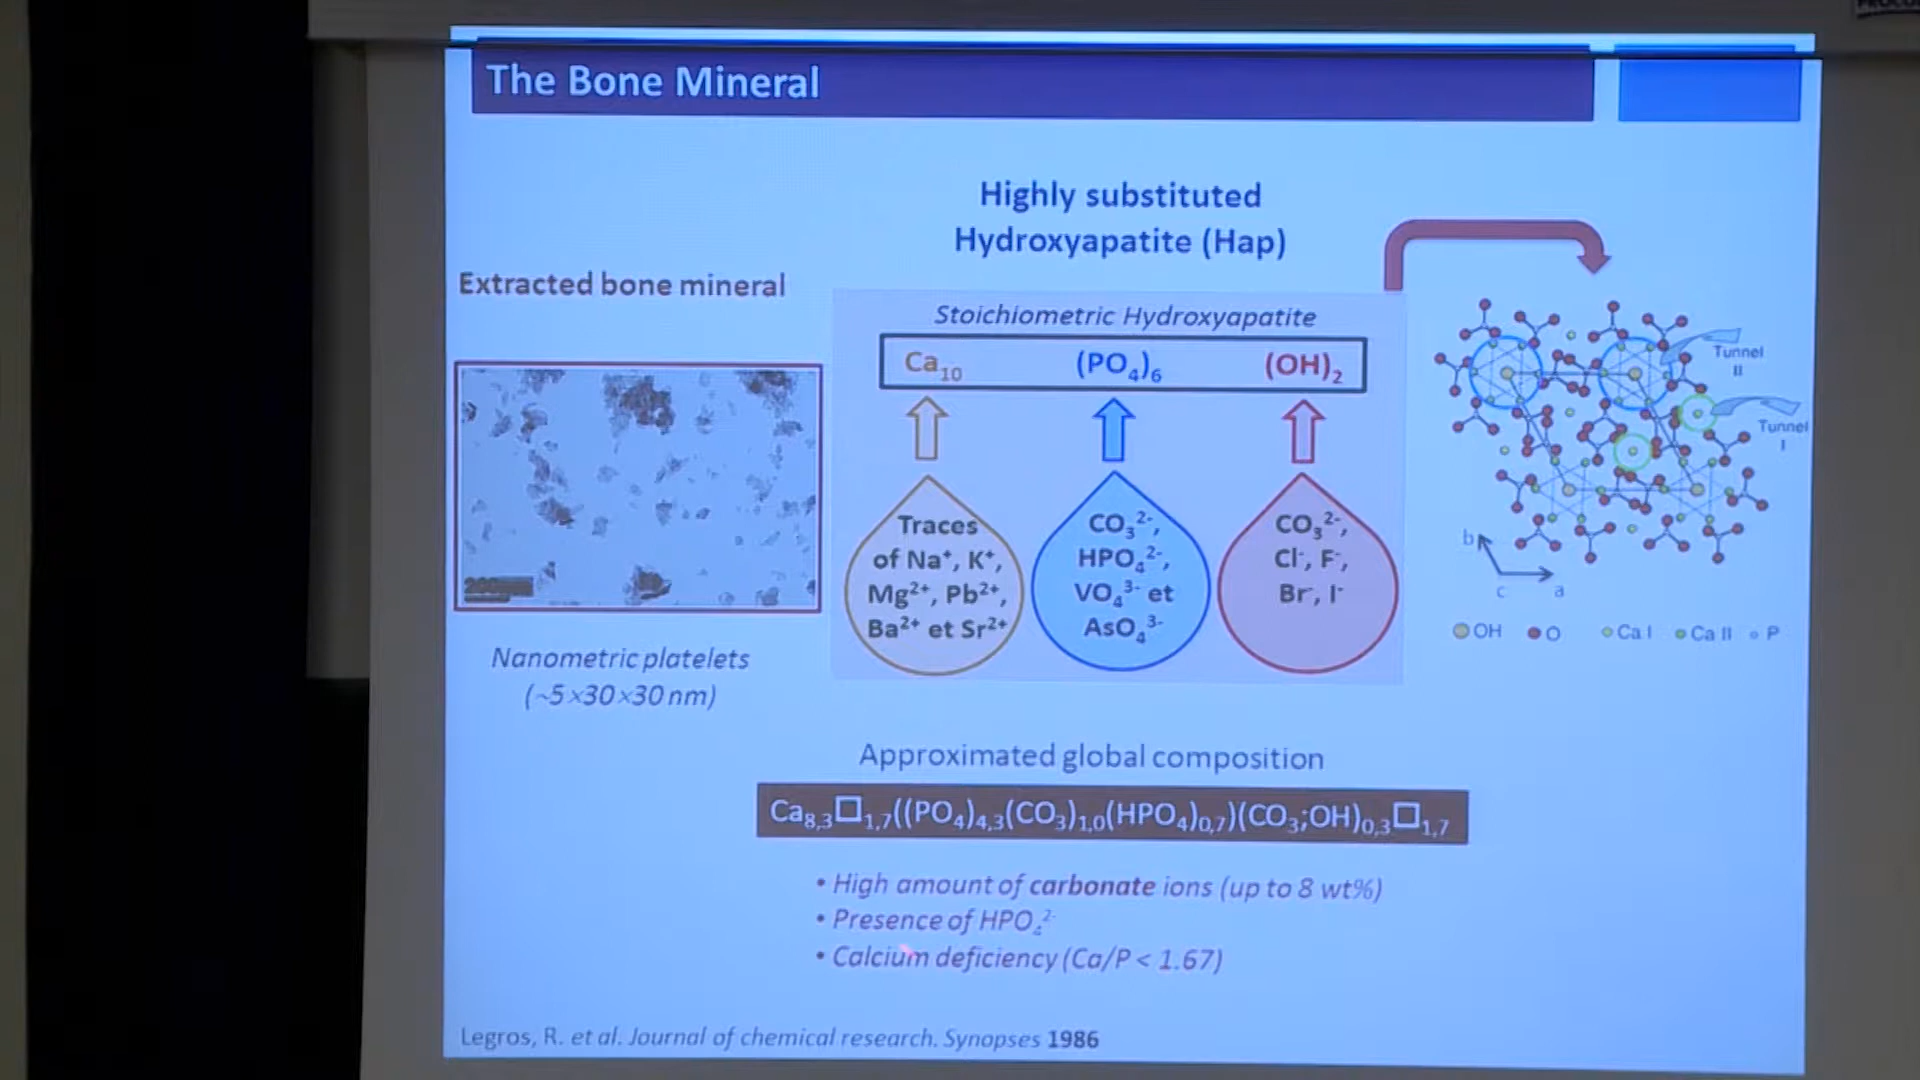 The Bone Mineral
Highly substituted
Hydroxyapatite (Hap)
Extracted bone mineral
Nanometric platelets
(~5×30×30 nm)
Stoichiometric Hydroxyapatite
Ca₁₀ (PO₄)₆ (OH)₂
Traces
of Na⁺, K⁺,
Mg²⁺, Pb²⁺,
Ba²⁺ et Sr²⁺
CO₃²⁻,
HPO₄²⁻,
VO₄³⁻ et
AsO₄³⁻
CO₃²⁻,
Cl⁻, F⁻,
Br⁻, I⁻
Tunnel
II
Tunnel
I
b
c a
OH O Ca I Ca II P
Approximated global composition
Ca₈,₃□₁,₇((PO₄)₄,₃(CO₃)₁,₀(HPO₄)₀,₇)(CO₃;OH)₀,₃□₁,₇
• High amount of carbonate ions (up to 8 wt%)
• Presence of HPO₄²⁻
• Calcium deficiency (Ca/P < 1.67)
Legros, R. et al. Journal of chemical research. Synopses 1986